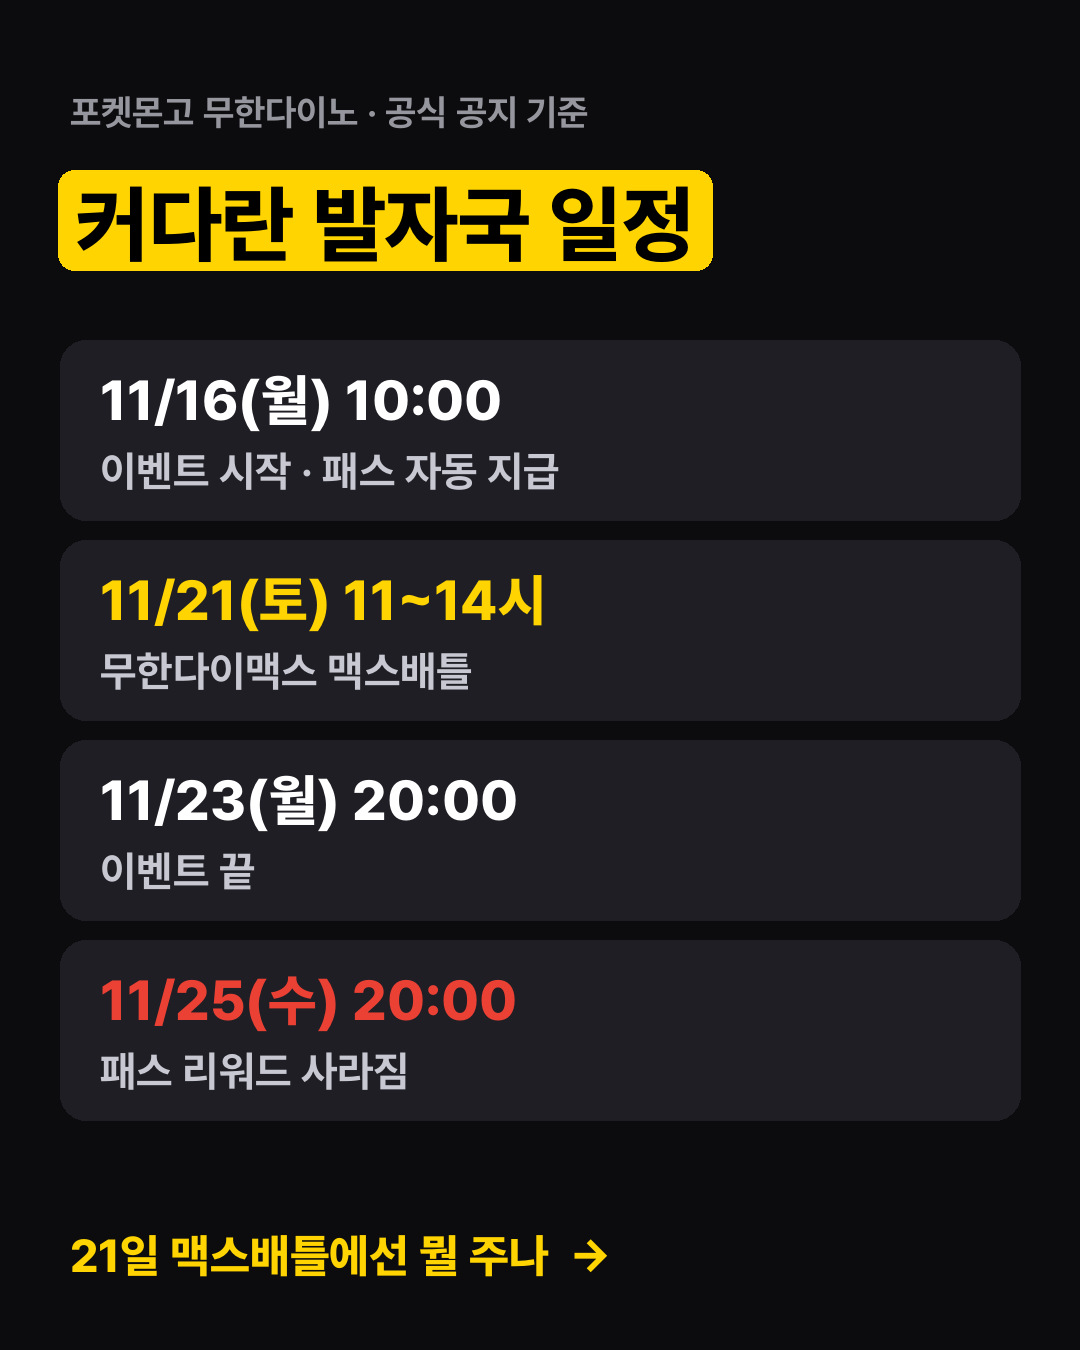 포켓몬고 무한다이노 · 공식 공지 기준
커다란 발자국 일정
11/16(월) 10:00
이벤트 시작 · 패스 자동 지급
11/21(토) 11~14시
무한다이맥스 맥스배틀
11/23(월) 20:00
이벤트 끝
11/25(수) 20:00
패스 리워드 사라짐
21일 맥스배틀에선 뭘 주나 →